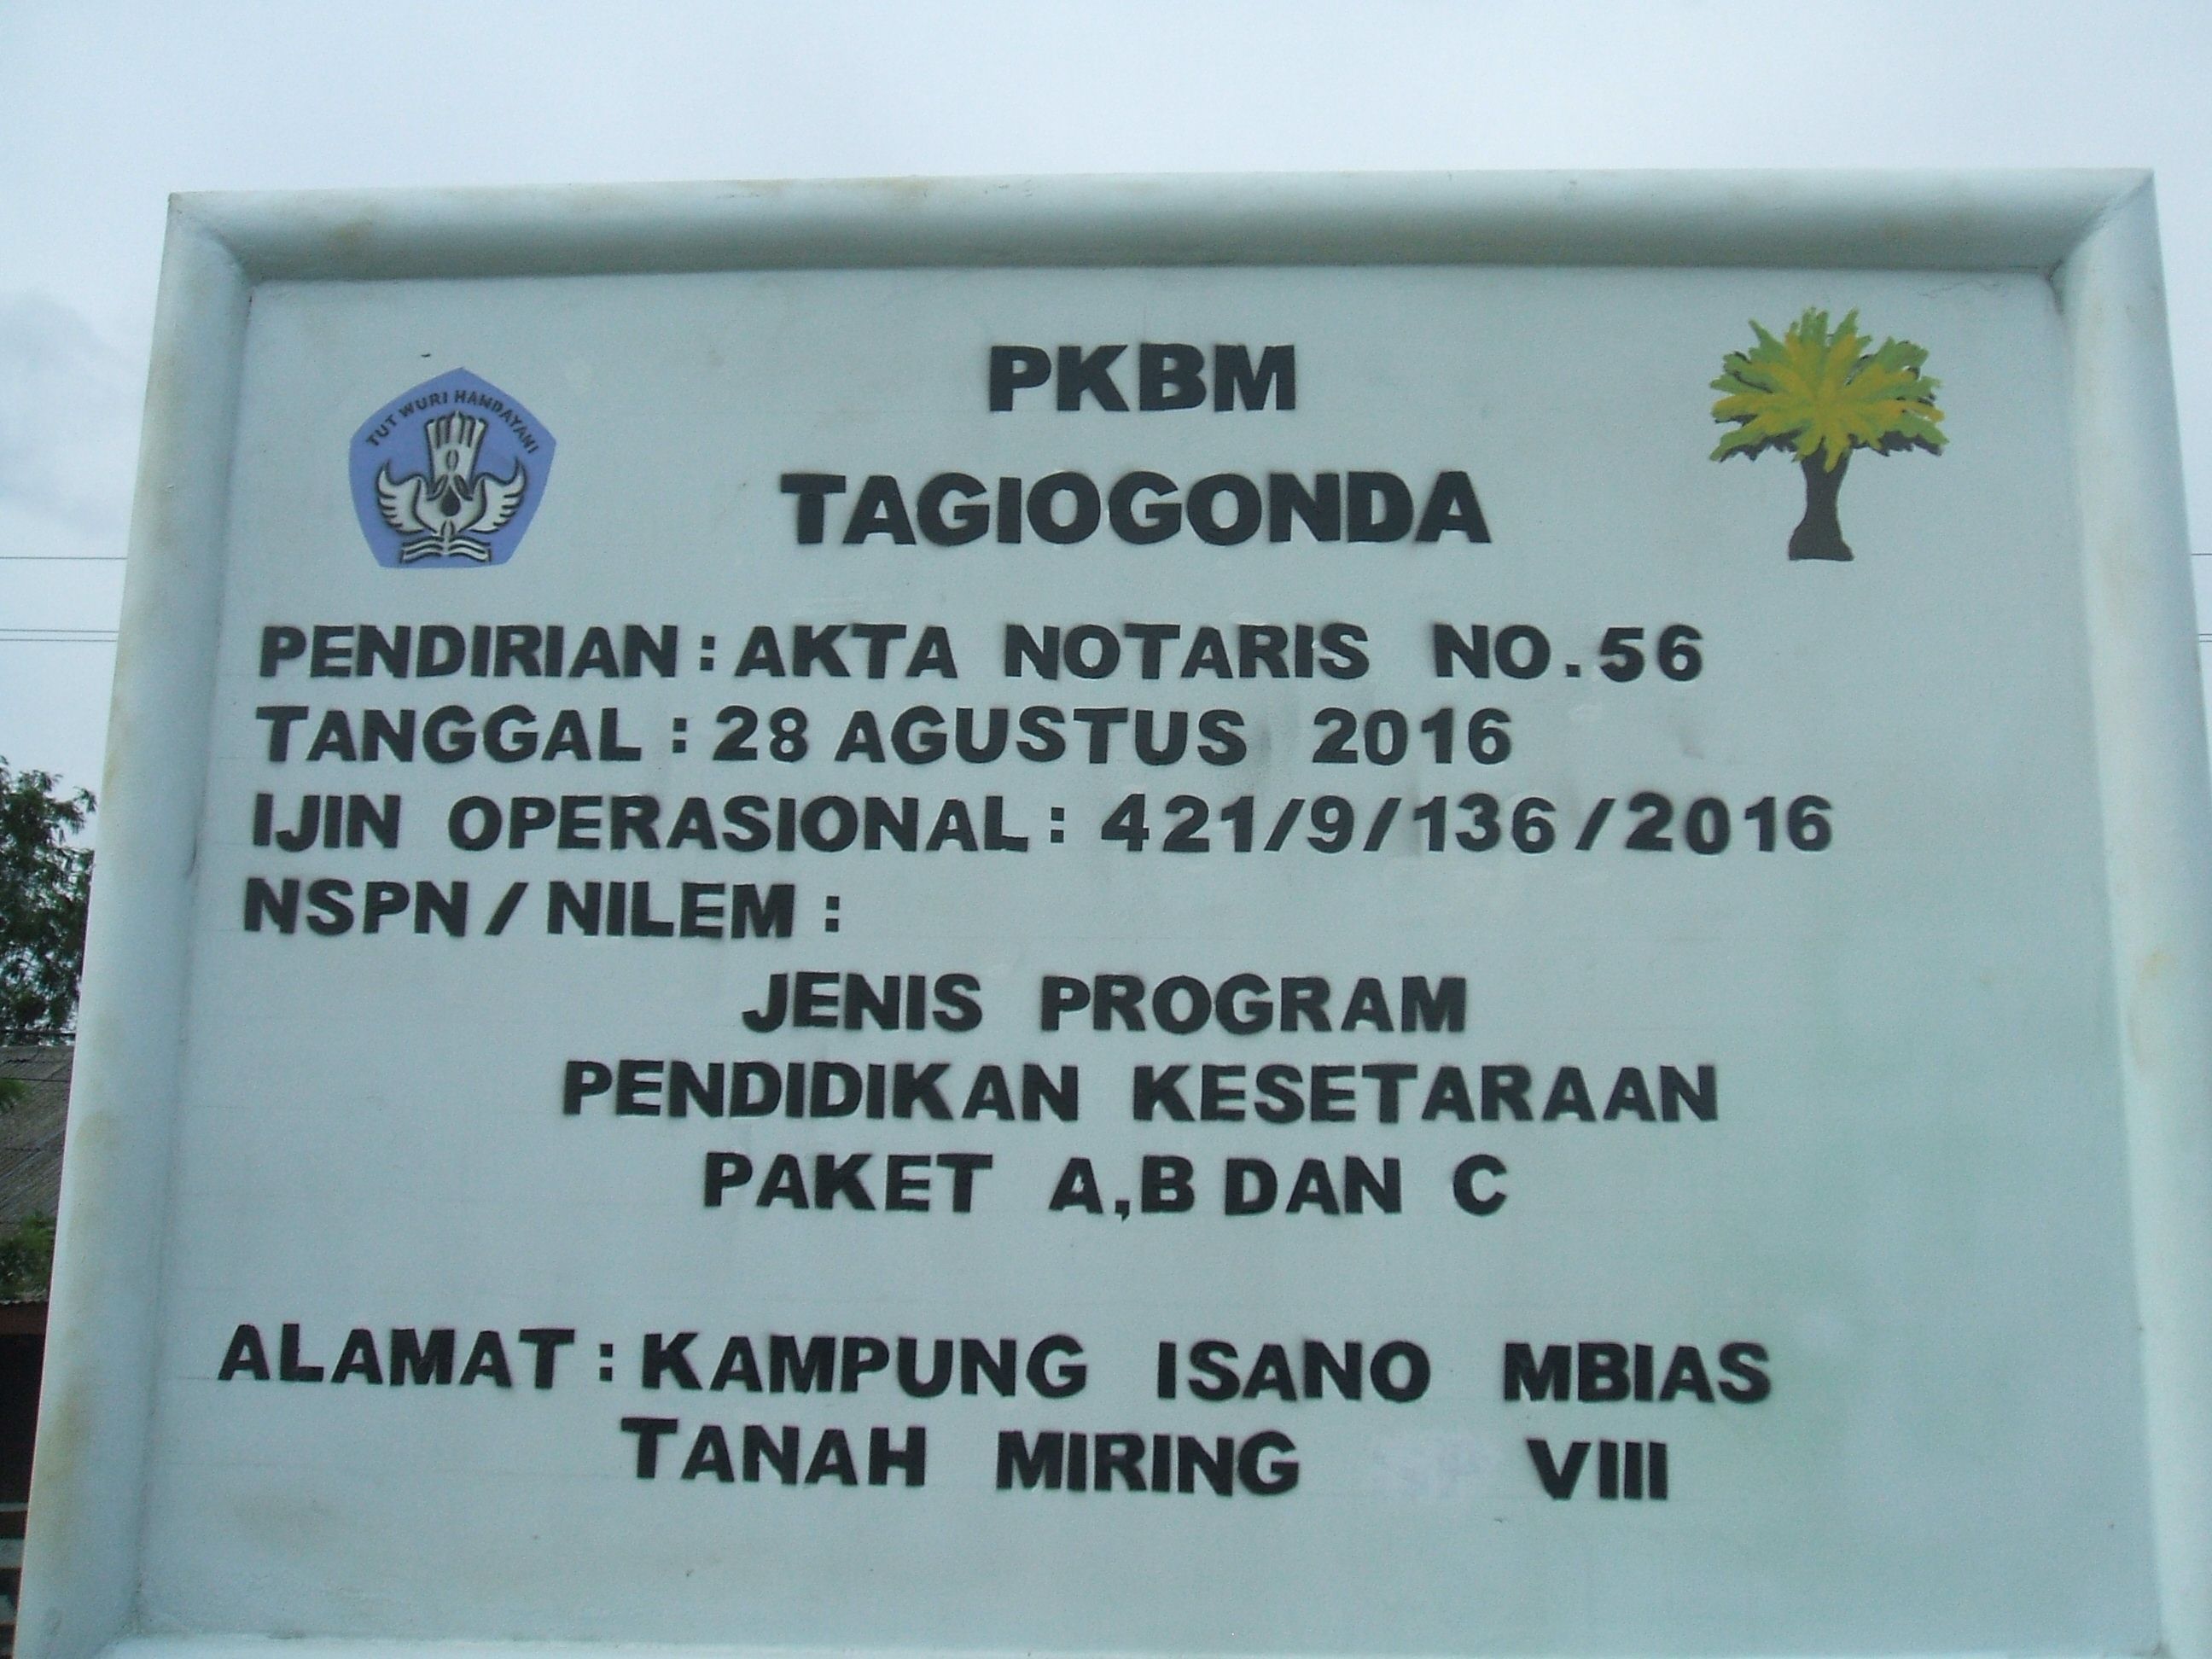 TUT WURI HANDAYANI
PKBM
TAGIOGONDA
PENDIRIAN : AKTA NOTARIS NO. 56
TANGGAL : 28 AGUSTUS 2016
IJIN OPERASIONAL : 421/9/136/2016
NSPN/NILEM :
JENIS PROGRAM
PENDIDIKAN KESETARAAN
PAKET A,B DAN C
ALAMAT : KAMPUNG ISANO MBIAS
TANAH MIRING VIII